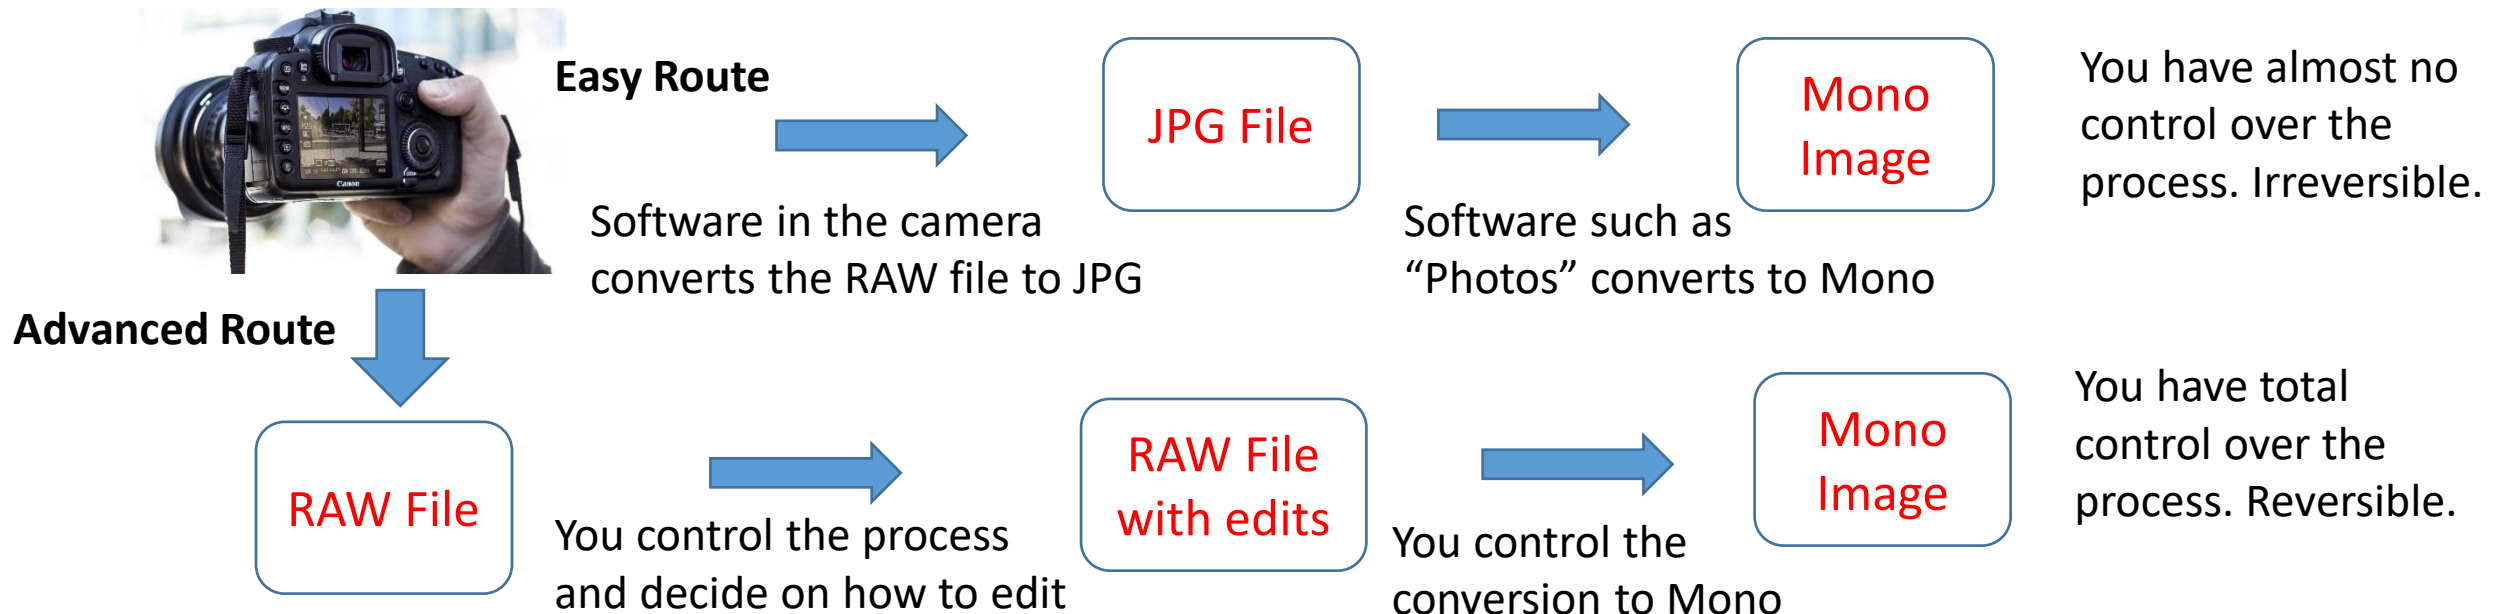 Easy Route
JPG File
Mono
Image
You have almost no
control over the
process. Irreversible.
Software in the camera
converts the RAW file to JPG
Software such as
“Photos” converts to Mono
Canon
Advanced Route
RAW File
You control the process
and decide on how to edit
RAW File
with edits
You control the
conversion to Mono
Mono
Image
You have total
control over the
process. Reversible.